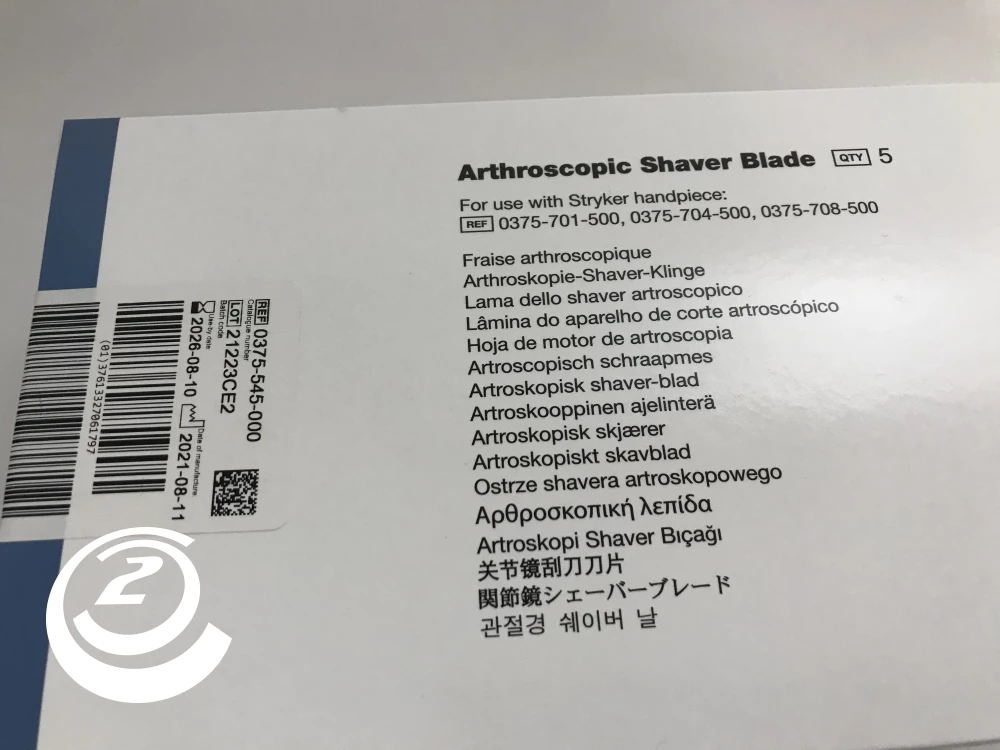 Arthroscopic Shaver Blade QTY 5
For use with Stryker handpiece:
REF 0375-701-500, 0375-704-500, 0375-708-500
Fraise arthroscopique
Arthroskopie-Shaver-Klinge
Lama dello shaver artroscopico
Lâmina do aparelho de corte artroscópico
Hoja de motor de artroscopia
Artroscopisch schraapmes
Artroskopisk shaver-blad
Artroskooppinen ajelinterä
Artroskopisk skjærer
Artroskopiskt skavblad
Ostrze shavera artroskopowego
Αρθροσκοπική λεπίδα
Artroskopi Shaver Bıçağı
关节镜刮刀刀片
関節鏡シェーバーブレード
관절경 쉐이버 날
REF 0375-545-000
Catalogue number
LOT 21223CE2
Batch code
Use by date
2026-08-10
Date of manufacture
2021-08-11
(01)37613327061797
2